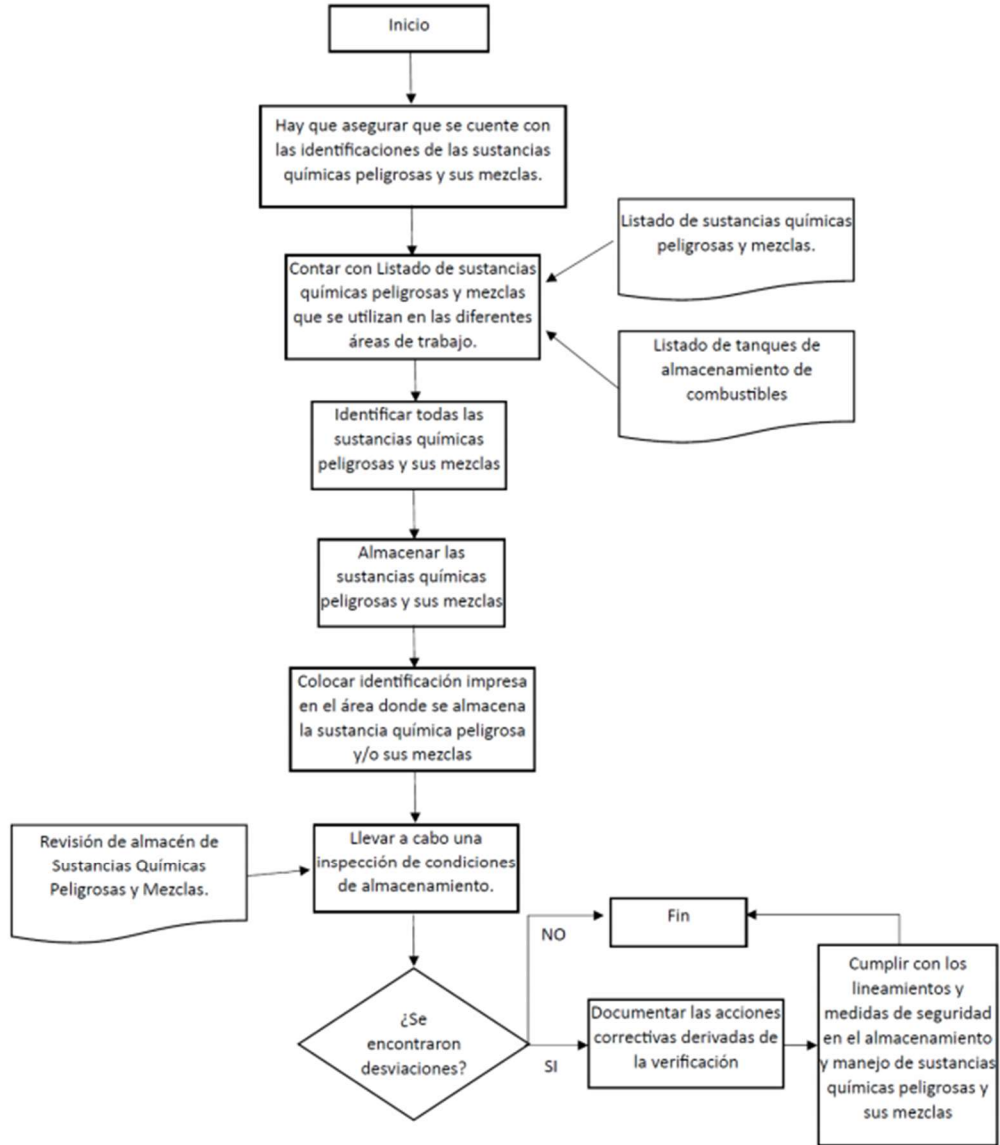 Inicio
Hay que asegurar que se cuente con
las identificaciones de las sustancias
químicas peligrosas y sus mezclas.
Listado de sustancias químicas
peligrosas y mezclas.
Contar con Listado de sustancias
químicas peligrosas y mezclas
que se utilizan en las diferentes
áreas de trabajo.
Listado de tanques de
almacenamiento de
combustibles
Identificar todas las
sustancias químicas
peligrosas y sus mezclas
Almacenar las
sustancias químicas
peligrosas y sus mezclas
Colocar identificación impresa
en el área donde se almacena
la sustancia química peligrosa
y/o sus mezclas
Revisión de almacén de
Sustancias Químicas
Peligrosas y Mezclas.
Llevar a cabo una
inspección de condiciones
de almacenamiento.
¿Se
encontraron
desviaciones?
NO
Fin
SI
Documentar las acciones
correctivas derivadas de
la verificación
Cumplir con los
lineamientos y
medidas de seguridad
en el almacenamiento
y manejo de sustancias
químicas peligrosas y
sus mezclas